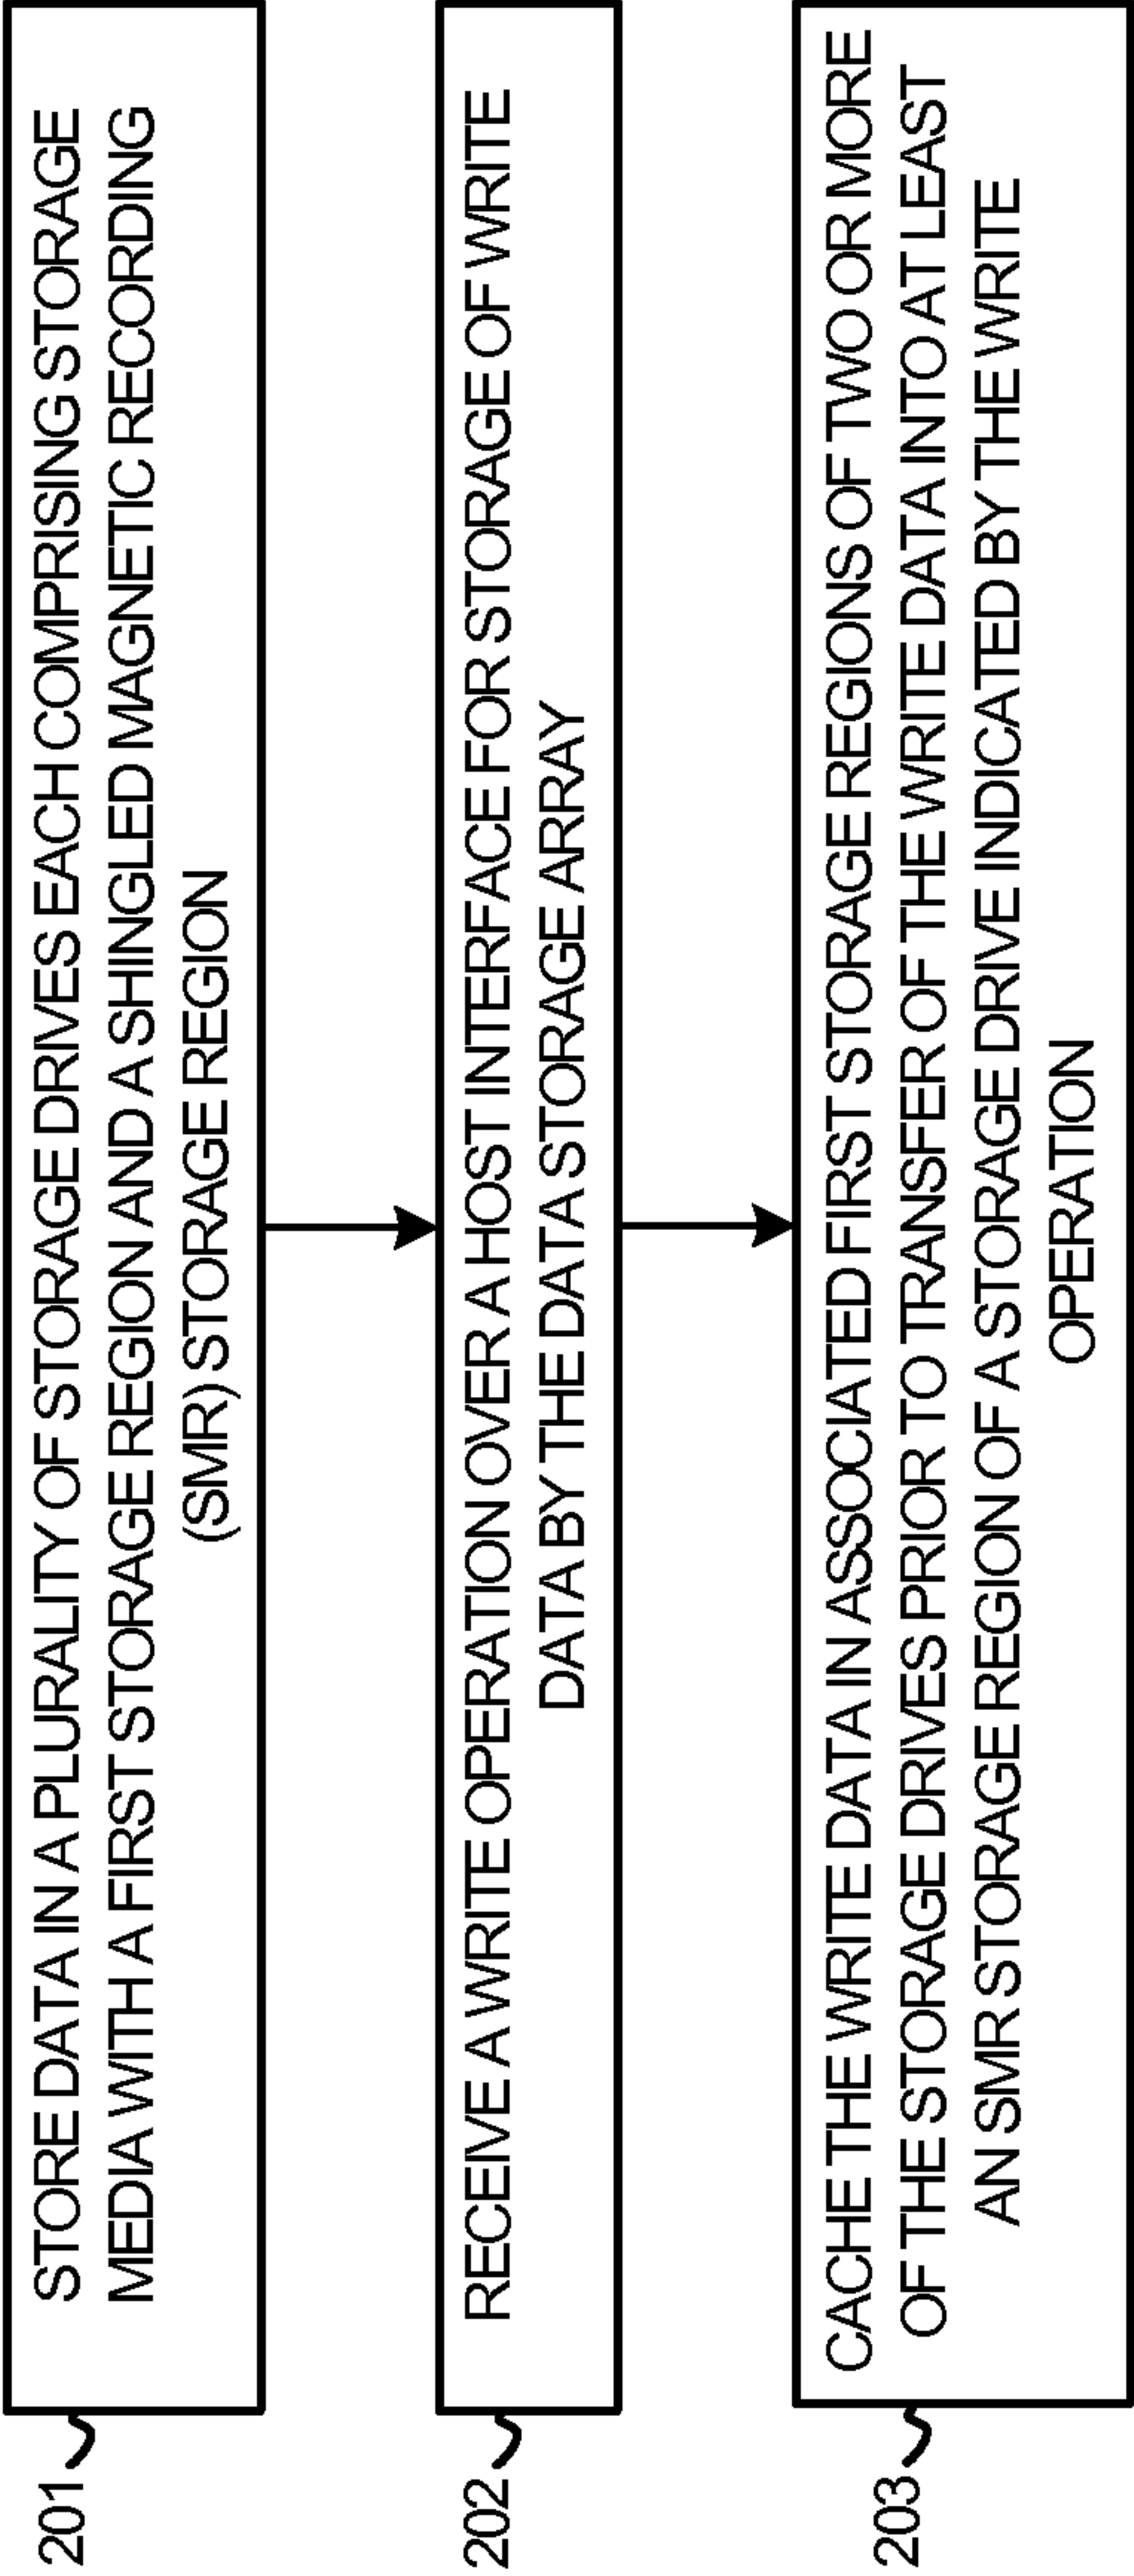 201
STORE DATA IN A PLURALITY OF STORAGE DRIVES EACH COMPRISING STORAGE
MEDIA WITH A FIRST STORAGE REGION AND A SHINGLED MAGNETIC RECORDING
(SMR) STORAGE REGION
202
RECEIVE A WRITE OPERATION OVER A HOST INTERFACE FOR STORAGE OF WRITE
DATA BY THE DATA STORAGE ARRAY
203
CACHE THE WRITE DATA IN ASSOCIATED FIRST STORAGE REGIONS OF TWO OR MORE
OF THE STORAGE DRIVES PRIOR TO TRANSFER OF THE WRITE DATA INTO AT LEAST
AN SMR STORAGE REGION OF A STORAGE DRIVE INDICATED BY THE WRITE
OPERATION